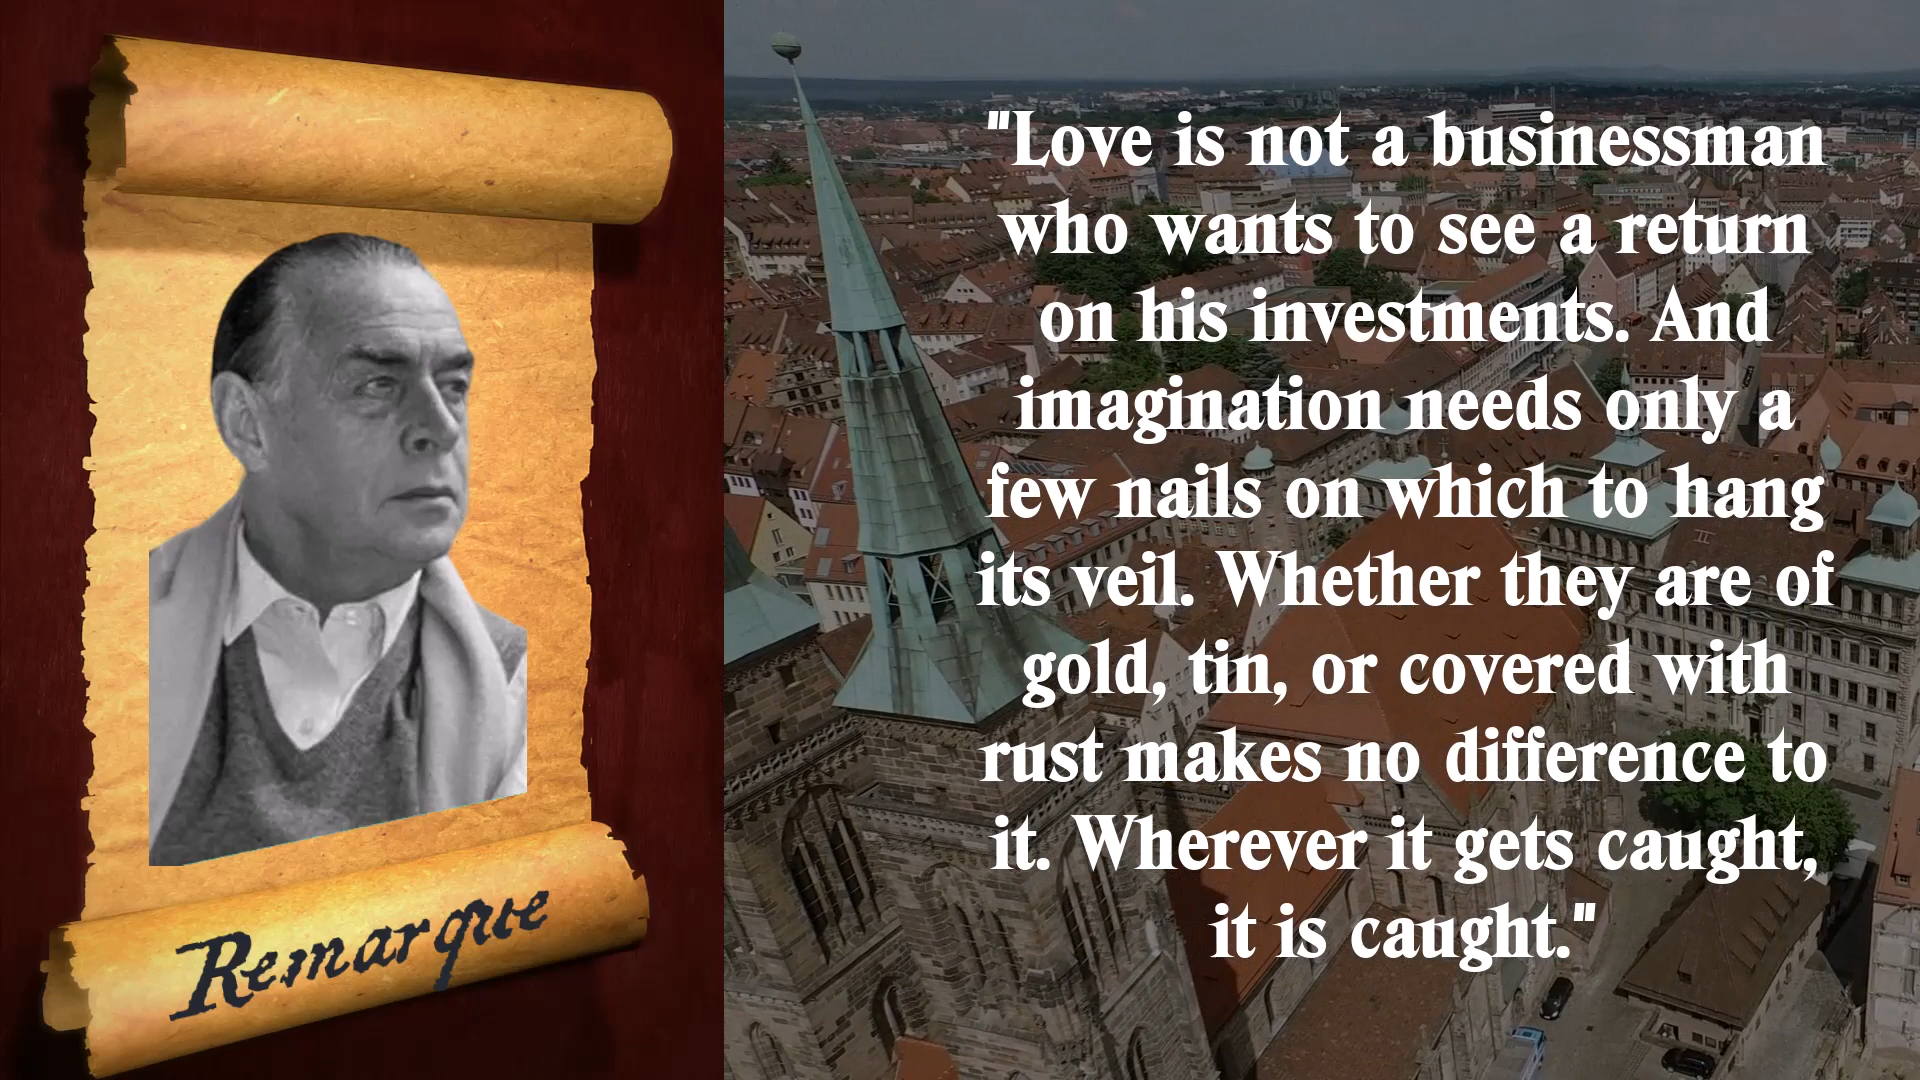 "Love is not a businessman
who wants to see a return
on his investments. And
imagination needs only a
few nails on which to hang
its veil. Whether they are of
gold, tin, or covered with
rust makes no difference to
it. Wherever it gets caught,
it is caught."
Remarque